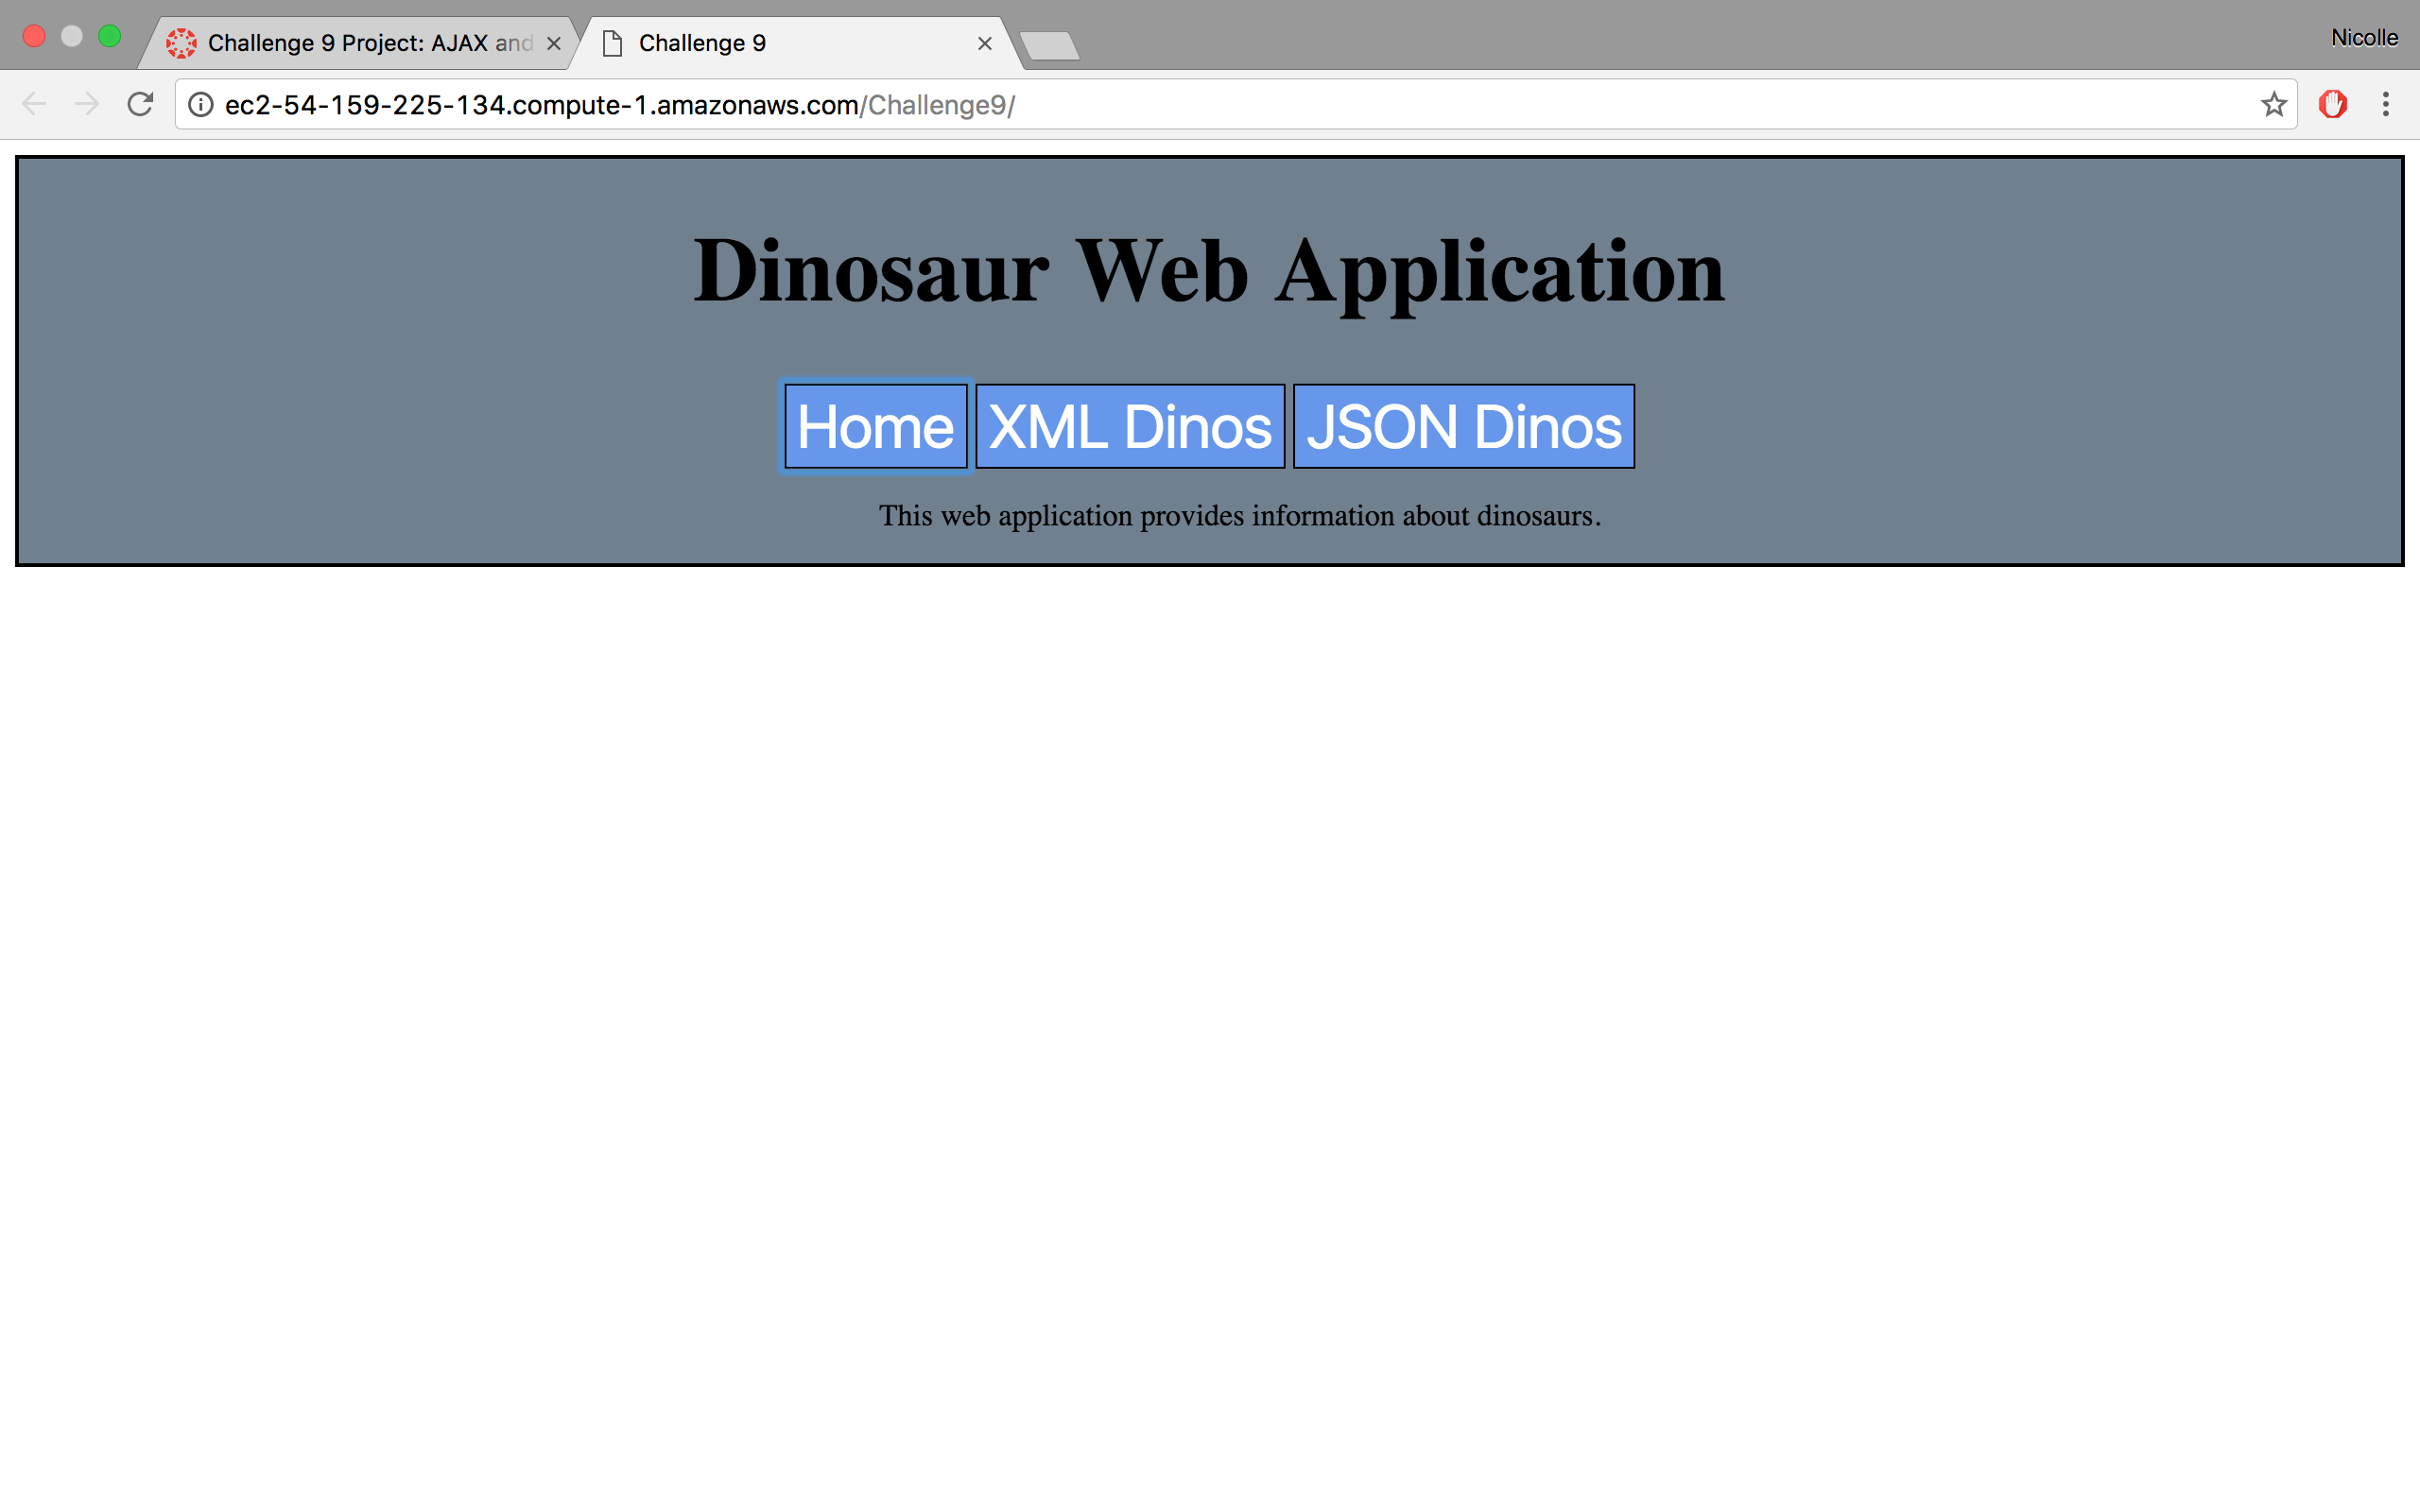 Challenge 9 Project: AJAX and
Challenge 9
Nicolle
ec2-54-159-225-134.compute-1.amazonaws.com/Challenge9/
Dinosaur Web Application
Home XML Dinos JSON Dinos
This web application provides information about dinosaurs.